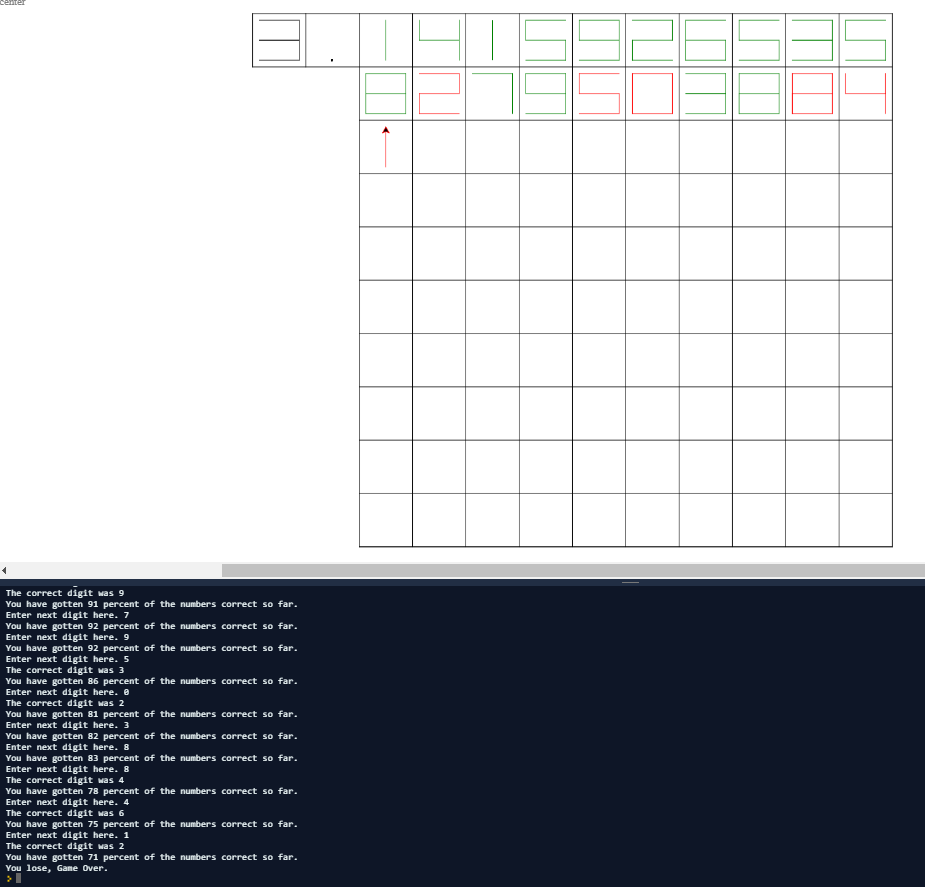 center
3 . 1 4 1 5 9 2 6 5 3 5
8 2 7 9 5 0 3 8 8 4
1
The correct digit was 9
You have gotten 91 percent of the numbers correct so far.
Enter next digit here. 7
You have gotten 92 percent of the numbers correct so far.
Enter next digit here. 9
You have gotten 92 percent of the numbers correct so far.
Enter next digit here. 5
The correct digit was 3
You have gotten 86 percent of the numbers correct so far.
Enter next digit here. 0
The correct digit was 2
You have gotten 81 percent of the numbers correct so far.
Enter next digit here. 3
You have gotten 82 percent of the numbers correct so far.
Enter next digit here. 8
You have gotten 83 percent of the numbers correct so far.
Enter next digit here. 8
The correct digit was 4
You have gotten 78 percent of the numbers correct so far.
Enter next digit here. 4
The correct digit was 6
You have gotten 75 percent of the numbers correct so far.
Enter next digit here. 1
The correct digit was 2
You have gotten 71 percent of the numbers correct so far.
You lose, Game Over.